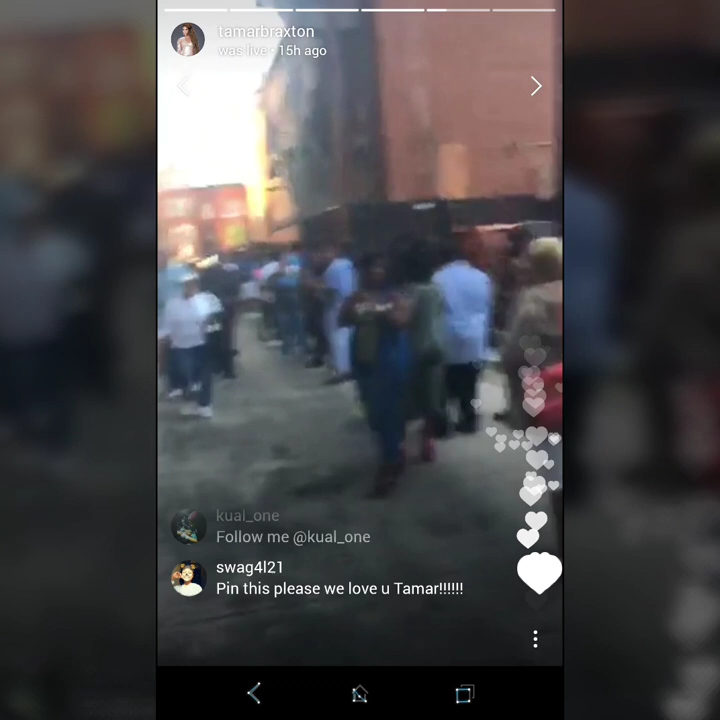 tamarbraxton
was live • 15h ago
kual_one
Follow me @kual_one
swag4l21
Pin this please we love u Tamar!!!!!!